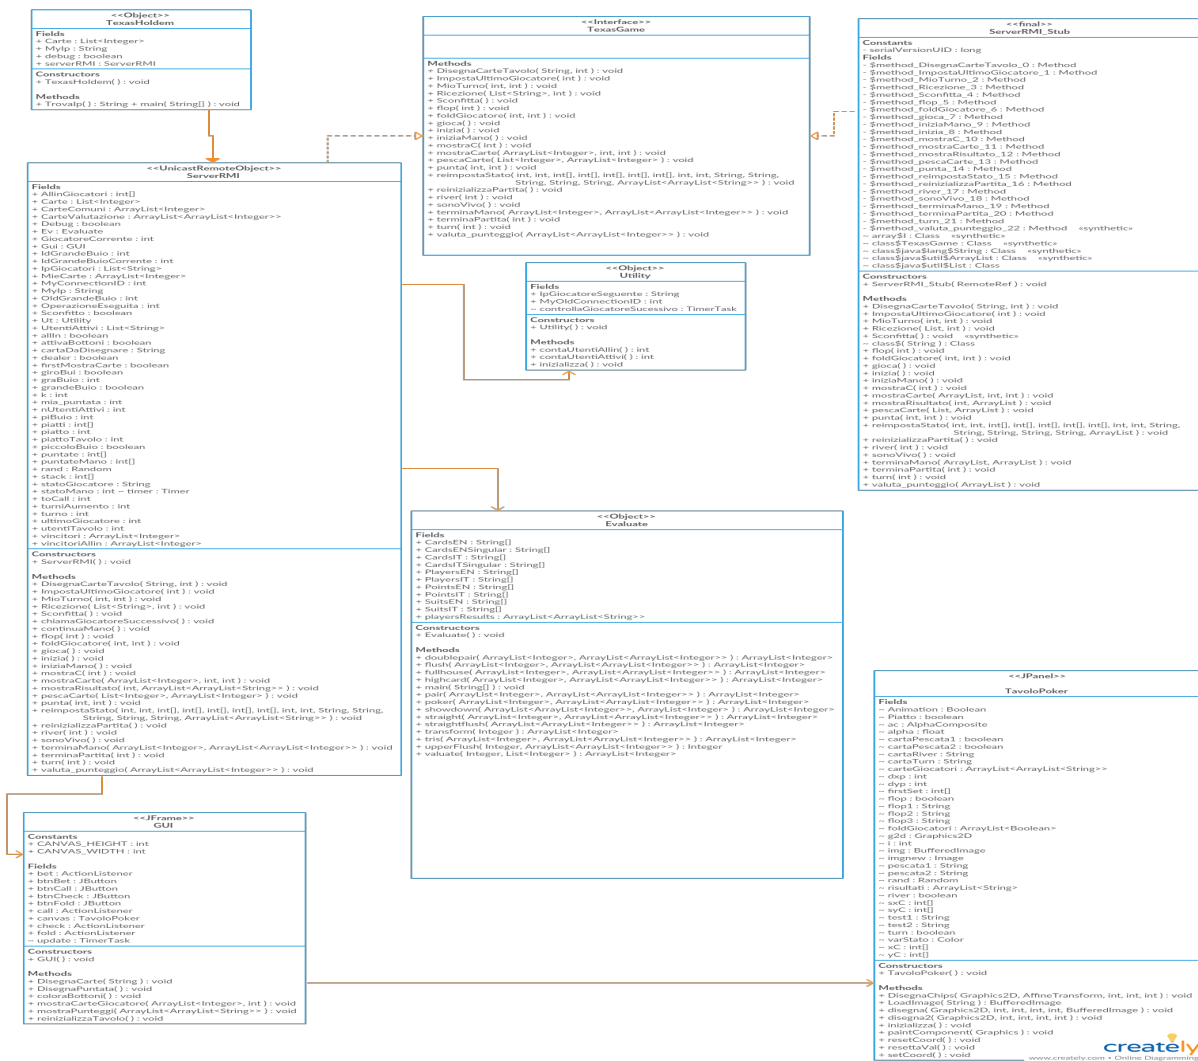 <<Object>>
TexasHoldem
Fields
+ Carte : List<Integer>
+ MyIp : String
+ debug : boolean
+ serverRMI : ServerRMI
Constructors
+ TexasHoldem( ) : void
Methods
+ TrovaIp( ) : String + main( String[] ) : void
<<Interface>>
TexasGame
Methods
+ DisegnaCarteTavolo( String, int ) : void
+ ImpostaUltimoGiocatore( int ) : void
+ MioTurno( int, int ) : void
+ Ricezione( List<String>, int ) : void
+ Sconfitta( ) : void
+ flop( int ) : void
+ foldGiocatore( int, int ) : void
+ gioca( ) : void
+ inizia( ) : void
+ iniziaMano( ) : void
+ mostraC( int ) : void
+ mostraCarte( ArrayList<Integer>, int, int ) : void
+ pescaCarte( List<Integer>, ArrayList<Integer> ) : void
+ punta( int, int ) : void
+ reimpostaStato( int, int, int[], int[], int[], int[], int[], int, int, String, String,
String, String, String, ArrayList<ArrayList<String>> ) : void
+ reinizializzaPartita( ) : void
+ river( int ) : void
+ sonoVivo( ) : void
+ terminaMano( ArrayList<Integer>, ArrayList<ArrayList<Integer>> ) : void
+ terminaPartita( int ) : void
+ turn( int ) : void
+ valuta_punteggio( ArrayList<ArrayList<Integer>> ) : void
<<final>>
ServerRMI_Stub
Constants
- serialVersionUID : long
Fields
- $method_DisegnaCarteTavolo_0 : Method
- $method_ImpostaUltimoGiocatore_1 : Method
- $method_MioTurno_2 : Method
- $method_Ricezione_3 : Method
- $method_Sconfitta_4 : Method
- $method_flop_5 : Method
- $method_foldGiocatore_6 : Method
- $method_gioca_7 : Method
- $method_iniziaMano_9 : Method
- $method_inizia_8 : Method
- $method_mostraC_10 : Method
- $method_mostraCarte_11 : Method
- $method_mostraRisultato_12 : Method
- $method_pescaCarte_13 : Method
- $method_punta_14 : Method
- $method_reimpostaStato_15 : Method
- $method_reinizializzaPartita_16 : Method
- $method_river_17 : Method
- $method_sonoVivo_18 : Method
- $method_terminaMano_19 : Method
- $method_terminaPartita_20 : Method
- $method_turn_21 : Method
- $method_valuta_punteggio_22 : Method «synthetic»
~ array$I : Class «synthetic»
~ class$TexasGame : Class «synthetic»
~ class$java$lang$String : Class «synthetic»
~ class$java$util$ArrayList : Class «synthetic»
~ class$java$util$List : Class
Constructors
+ ServerRMI_Stub( RemoteRef ) : void
Methods
+ DisegnaCarteTavolo( String, int ) : void
+ ImpostaUltimoGiocatore( int ) : void
+ MioTurno( int, int ) : void
+ Ricezione( List, int ) : void
+ Sconfitta( ) : void «synthetic»
~ class$( String ) : Class
+ flop( int ) : void
+ foldGiocatore( int, int ) : void
+ gioca( ) : void
+ inizia( ) : void
+ iniziaMano( ) : void
+ mostraC( int ) : void
+ mostraCarte( ArrayList, int, int ) : void
+ mostraRisultato( int, ArrayList ) : void
+ pescaCarte( List, ArrayList ) : void
+ punta( int, int ) : void
+ reimpostaStato( int, int, int[], int[], int[], int[], int[], int, int, String,
String, String, String, String, ArrayList ) : void
+ reinizializzaPartita( ) : void
+ river( int ) : void
+ sonoVivo( ) : void
+ terminaMano( ArrayList, ArrayList ) : void
+ terminaPartita( int ) : void
+ turn( int ) : void
+ valuta_punteggio( ArrayList ) : void
<<UnicastRemoteObject>>
ServerRMI
Fields
+ AllinGiocatori : int[]
+ Carte : List<Integer>
+ CarteComuni : ArrayList<Integer>
+ CarteValutazione : ArrayList<ArrayList<Integer>>
+ Debug : boolean
+ Ev : Evaluate
+ GiocatoreCorrente : int
+ Gui : GUI
+ IdGrandeBuio : int
+ IdGrandeBuioCorrente : int
+ IpGiocatori : List<String>
+ MieCarte : ArrayList<Integer>
+ MyConnectionID : int
+ MyIp : String
+ OldGrandeBuio : int
+ OperazioneEseguita : int
+ Sconfitto : boolean
+ Ut : Utility
+ UtentiAttivi : List<String>
+ allIn : boolean
+ attivaBottoni : boolean
+ cartaDaDisegnare : String
+ dealer : boolean
+ firstMostraCarte : boolean
+ giroBui : boolean
+ graBuio : int
+ grandeBuio : boolean
+ k : int
+ mia_puntata : int
+ nUtentiAttivi : int
+ piBuio : int
+ piatti : int[]
+ piatto : int
+ piattoTavolo : int
+ piccoloBuio : boolean
+ puntate : int[]
+ puntateMano : int[]
+ rand : Random
+ stack : int[]
+ statoGiocatore : String
+ statoMano : int ~ timer : Timer
+ toCall : int
+ turniAumento : int
+ turno : int
+ ultimoGiocatore : int
+ utentiTavolo : int
+ vincitori : ArrayList<Integer>
+ vincitoriAllin : ArrayList<Integer>
Constructors
+ ServerRMI( ) : void
Methods
+ DisegnaCarteTavolo( String, int ) : void
+ ImpostaUltimoGiocatore( int ) : void
+ MioTurno( int, int ) : void
+ Ricezione( List<String>, int ) : void
+ Sconfitta( ) : void
+ chiamaGiocatoreSuccessivo( ) : void
+ continuaMano( ) : void
+ flop( int ) : void
+ foldGiocatore( int, int ) : void
+ gioca( ) : void
+ inizia( ) : void
+ iniziaMano( ) : void
+ mostraC( int ) : void
+ mostraCarte( ArrayList<Integer>, int, int ) : void
+ mostraRisultato( int, ArrayList<ArrayList<String>> ) : void
+ pescaCarte( List<Integer>, ArrayList<Integer> ) : void
+ punta( int, int ) : void
+ reimpostaStato( int, int, int[], int[], int[], int[], int[], int, int, String, String,
String, String, String, ArrayList<ArrayList<String>> ) : void
+ reinizializzaPartita( ) : void
+ river( int ) : void
+ sonoVivo( ) : void
+ terminaMano( ArrayList<Integer>, ArrayList<ArrayList<Integer>> ) : void
+ terminaPartita( int ) : void
+ turn( int ) : void
+ valuta_punteggio( ArrayList<ArrayList<Integer>> ) : void
<<Object>>
Utility
Fields
+ IpGiocatoreSeguente : String
+ MyOldConnectionID : int
~ controllaGiocatoreSucessivo : TimerTask
Constructors
+ Utility( ) : void
Methods
+ contaUtentiAllin( ) : int
+ contaUtentiAttivi( ) : int
+ inizializza( ) : void
<<Object>>
Evaluate
Fields
+ CardsEN : String[]
+ CardsENSingular : String[]
+ CardsIT : String[]
+ CardsITSingular : String[]
+ PlayersEN : String[]
+ PlayersIT : String[]
+ PointsEN : String[]
+ PointsIT : String[]
+ SuitsEN : String[]
+ SuitsIT : String[]
+ playersResults : ArrayList<ArrayList<String>>
Constructors
+ Evaluate( ) : void
Methods
+ doublepair( ArrayList<Integer>, ArrayList<ArrayList<Integer>> ) : ArrayList<Integer>
+ flush( ArrayList<Integer>, ArrayList<ArrayList<Integer>> ) : ArrayList<Integer>
+ fullhouse( ArrayList<Integer>, ArrayList<ArrayList<Integer>> ) : ArrayList<Integer>
+ highcard( ArrayList<Integer>, ArrayList<ArrayList<Integer>> ) : ArrayList<Integer>
+ main( String[] ) : void
+ pair( ArrayList<Integer>, ArrayList<ArrayList<Integer>> ) : ArrayList<Integer>
+ poker( ArrayList<Integer>, ArrayList<ArrayList<Integer>> ) : ArrayList<Integer>
+ showdown( ArrayList<Integer>, ArrayList<ArrayList<Integer>> ) : ArrayList<Integer>
+ straight( ArrayList<Integer>, ArrayList<ArrayList<Integer>> ) : ArrayList<Integer>
+ straightflush( ArrayList<Integer>, ArrayList<ArrayList<Integer>> ) : ArrayList<Integer>
+ transform( Integer ) : ArrayList<Integer>
+ tris( ArrayList<Integer>, ArrayList<ArrayList<Integer>> ) : ArrayList<Integer>
+ upperFlush( Integer, ArrayList<ArrayList<Integer>> ) : Integer
+ valuate( Integer, List<Integer> ) : ArrayList<Integer>
<<JPanel>>
TavoloPoker
Fields
~ Animation : Boolean
~ Piatto : boolean
~ ac : AlphaComposite
~ alpha : float
~ cartaPescata1 : boolean
~ cartaPescata2 : boolean
~ cartaRiver : String
~ cartaTurn : String
~ carteGiocatori : ArrayList<ArrayList<String>>
~ dxp : int
~ dyp : int
~ firstSet : int[]
~ flop : boolean
~ flop1 : String
~ flop2 : String
~ flop3 : String
~ foldGiocatori : ArrayList<Boolean>
~ g2d : Graphics2D
~ i : int
~ img : BufferedImage
~ imgnew : Image
~ pescata1 : String
~ pescata2 : String
~ rand : Random
~ risultati : ArrayList<String>
~ river : boolean
~ sxC : int[]
~ syC : int[]
~ test1 : String
~ test2 : String
~ turn : boolean
~ varStato : Color
~ xC : int[]
~ yC : int[]
Constructors
+ TavoloPoker( ) : void
Methods
+ DisegnaChips( Graphics2D, AffineTransform, int, int, int ) : void
+ LoadImage( String ) : BufferedImage
+ disegna( Graphics2D, int, int, int, int, BufferedImage ) : void
+ disegna2( Graphics2D, int, int, int, int ) : void
+ inizializza( ) : void
+ paintComponent( Graphics ) : void
+ resetCoord( ) : void
+ resettaVal( ) : void
+ setCoord( ) : void
<<JFrame>>
GUI
Constants
+ CANVAS_HEIGHT : int
+ CANVAS_WIDTH : int
Fields
+ bet : ActionListener
+ btnBet : JButton
+ btnCall : JButton
+ btnCheck : JButton
+ btnFold : JButton
+ call : ActionListener
+ canvas : TavoloPoker
+ check : ActionListener
+ fold : ActionListener
~ update : TimerTask
Constructors
+ GUI( ) : void
Methods
+ DisegnaCarte( String ) : void
+ DisegnaPuntata( ) : void
+ coloraBottoni( ) : void
+ mostraCarteGiocatore( ArrayList<Integer>, int ) : void
+ mostraPunteggi( ArrayList<ArrayList<String>> ) : void
+ reinizializzaTavolo( ) : void
creately
www.creately.com • Online Diagramming